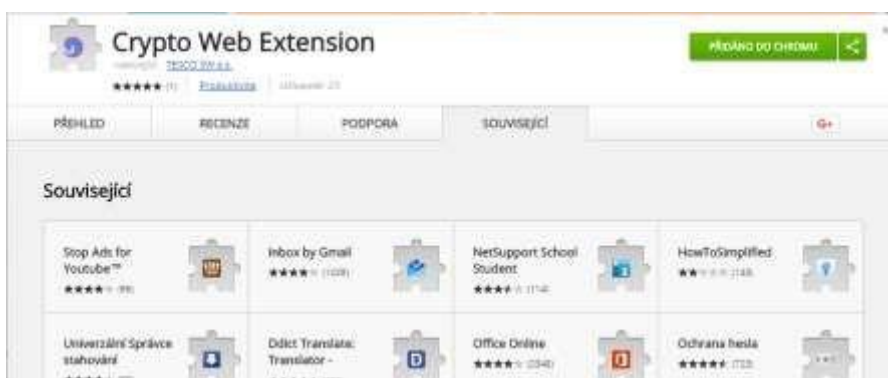 Crypto Web Extension
TESCO SW a.s.
PŘIDÁNO DO CHROMU
PŘEHLED
RECENZE
PODPORA
SOUVISEJÍCÍ
G+
Související
Stop Ads for
Youtube™
Inbox by Gmail
NetSupport School
Student
(114)
HowToSimplified
Univerzální Správce
stahování
Ddict Translate:
Translator -
Office Online
Ochrana hesla